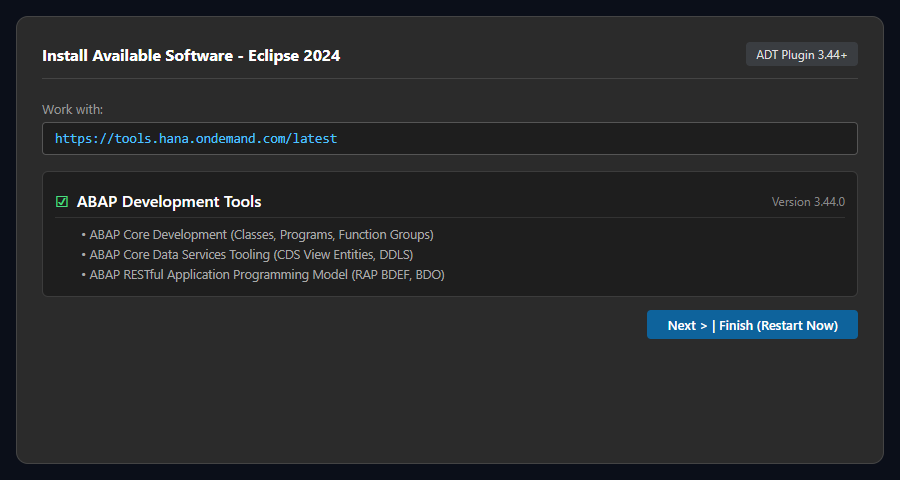 Install Available Software - Eclipse 2024
ADT Plugin 3.44+
Work with:
https://tools.hana.ondemand.com/latest
☑ ABAP Development Tools
Version 3.44.0
• ABAP Core Development (Classes, Programs, Function Groups)
• ABAP Core Data Services Tooling (CDS View Entities, DDLS)
• ABAP RESTful Application Programming Model (RAP BDEF, BDO)
Next > | Finish (Restart Now)